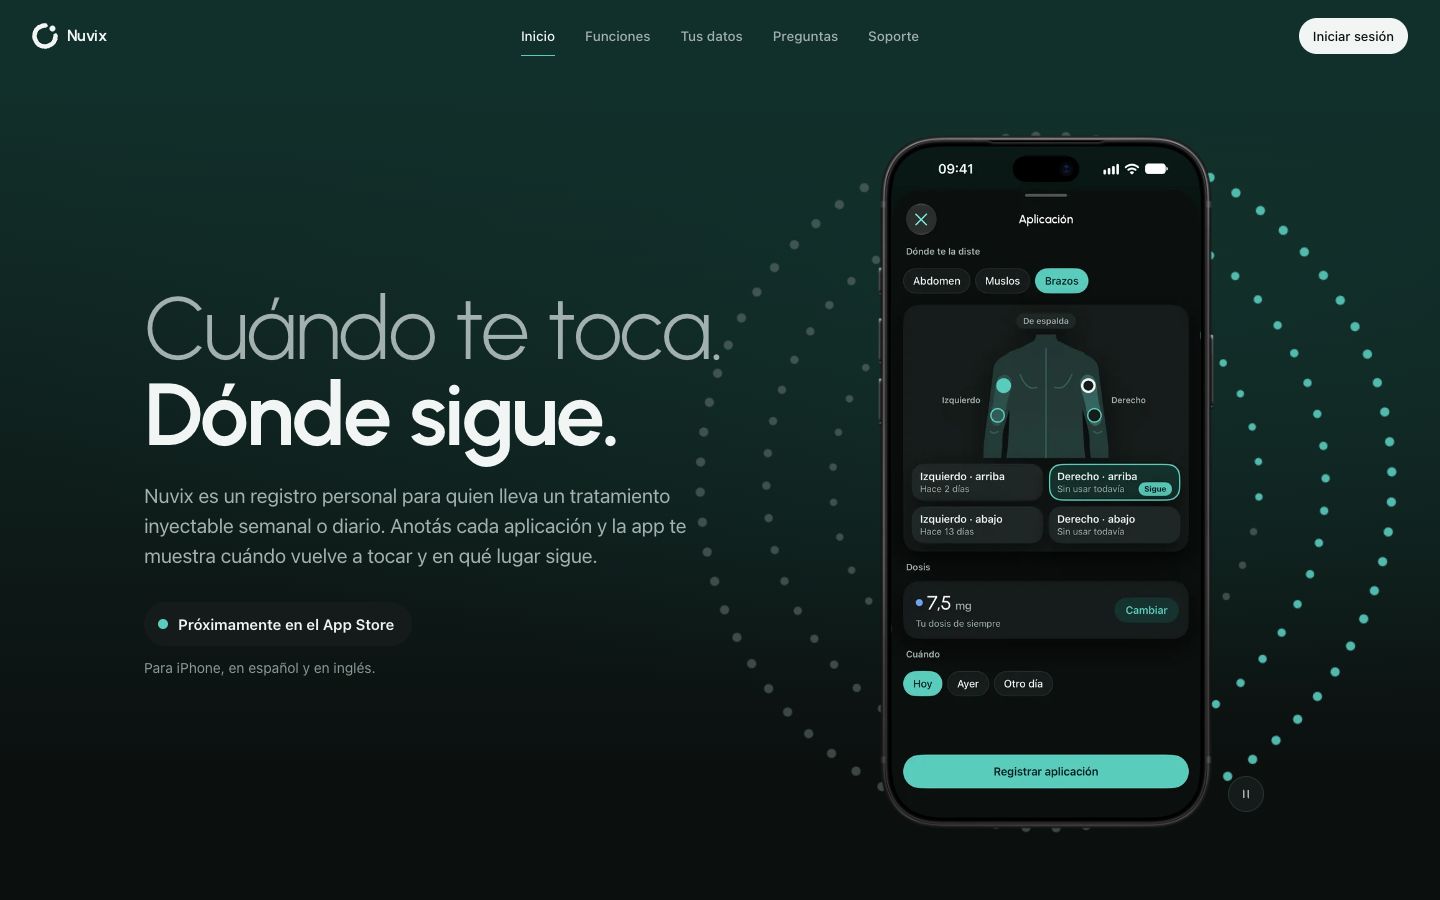 Nuvix
Inicio
Funciones
Tus datos
Preguntas
Soporte
Iniciar sesión
Cuándo te toca.
Dónde sigue.
Nuvix es un registro personal para quien lleva un tratamiento
inyectable semanal o diario. Anotás cada aplicación y la app te
muestra cuándo vuelve a tocar y en qué lugar sigue.
Próximamente en el App Store
Para iPhone, en español y en inglés.
09:41
Aplicación
Dónde te la diste
Abdomen
Muslos
Brazos
De espalda
Izquierdo
Derecho
Izquierdo · arriba
Hace 2 días
Derecho · arriba
Sin usar todavía
Sigue
Izquierdo · abajo
Hace 13 días
Derecho · abajo
Sin usar todavía
Dosis
7,5 mg
Tu dosis de siempre
Cambiar
Cuándo
Hoy
Ayer
Otro día
Registrar aplicación